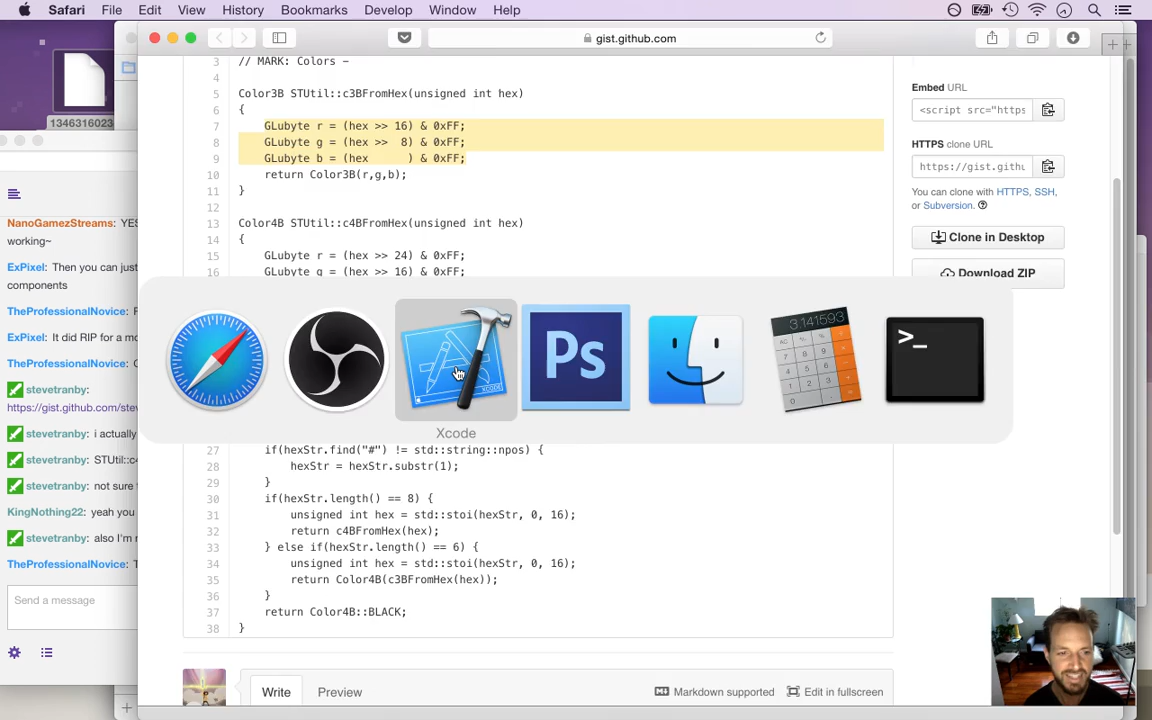 Safari File Edit View History Bookmarks Develop Window Help
gist.github.com
1346316023
NanoGamezStreams: YES
working~
ExPixel: Then you can just
components
TheProfessionalNovice:
ExPixel: It did RIP for a mo
TheProfessionalNovice:
stevetranby:
https://gist.github.com/stev
stevetranby: i actually
stevetranby: STUtil::c4
stevetranby: not sure
KingNothing22: yeah you
stevetranby: also I'm
TheProfessionalNovice:
Send a message
3 // MARK: Colors -
4
5 Color3B STUtil::c3BFromHex(unsigned int hex)
6 {
7 GLubyte r = (hex >> 16) & 0xFF;
8 GLubyte g = (hex >> 8) & 0xFF;
9 GLubyte b = (hex ) & 0xFF;
10 return Color3B(r,g,b);
11 }
12
13 Color4B STUtil::c4BFromHex(unsigned int hex)
14 {
15 GLubyte r = (hex >> 24) & 0xFF;
16 GLubyte g = (hex >> 16) & 0xFF;
3.141593
Ps
>_
XCODE
Xcode
27 if(hexStr.find("#") != std::string::npos) {
28 hexStr = hexStr.substr(1);
29 }
30 if(hexStr.length() == 8) {
31 unsigned int hex = std::stoi(hexStr, 0, 16);
32 return c4BFromHex(hex);
33 } else if(hexStr.length() == 6) {
34 unsigned int hex = std::stoi(hexStr, 0, 16);
35 return Color4B(c3BFromHex(hex));
36 }
37 return Color4B::BLACK;
38 }
Write Preview Markdown supported Edit in fullscreen
Embed URL
<script src="https
HTTPS clone URL
https://gist.githu
You can clone with HTTPS, SSH,
or Subversion.
Clone in Desktop
Download ZIP